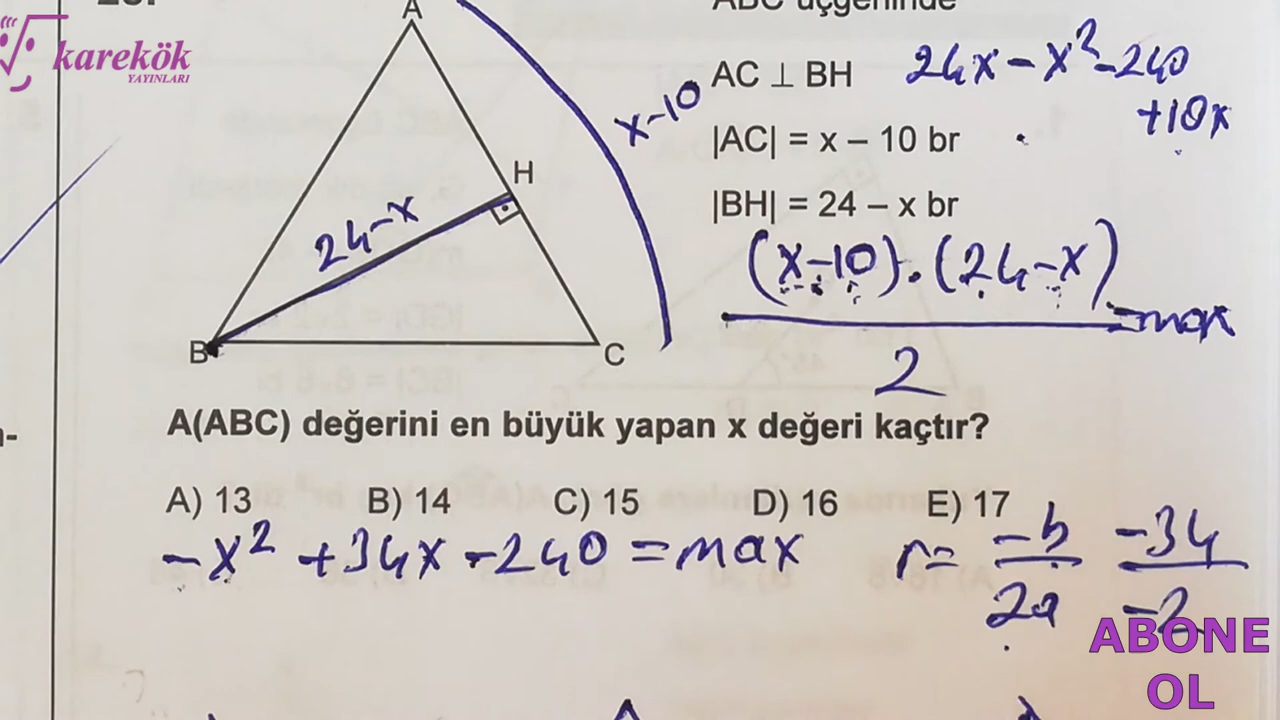 karekök
YAYINLARI
A
ABC üçgeninde
AC ⊥ BH
24x - x² - 240
+10x
x-10
|AC| = x – 10 br
H
|BH| = 24 – x br
24-x
(x-10).(24-x)
= max
2
B
C
A(ABC) değerini en büyük yapan x değeri kaçtır?
A) 13 B) 14 C) 15 D) 16 E) 17
-x² +34x -240 = max r= -b -34
2a -2
ABONE
OL